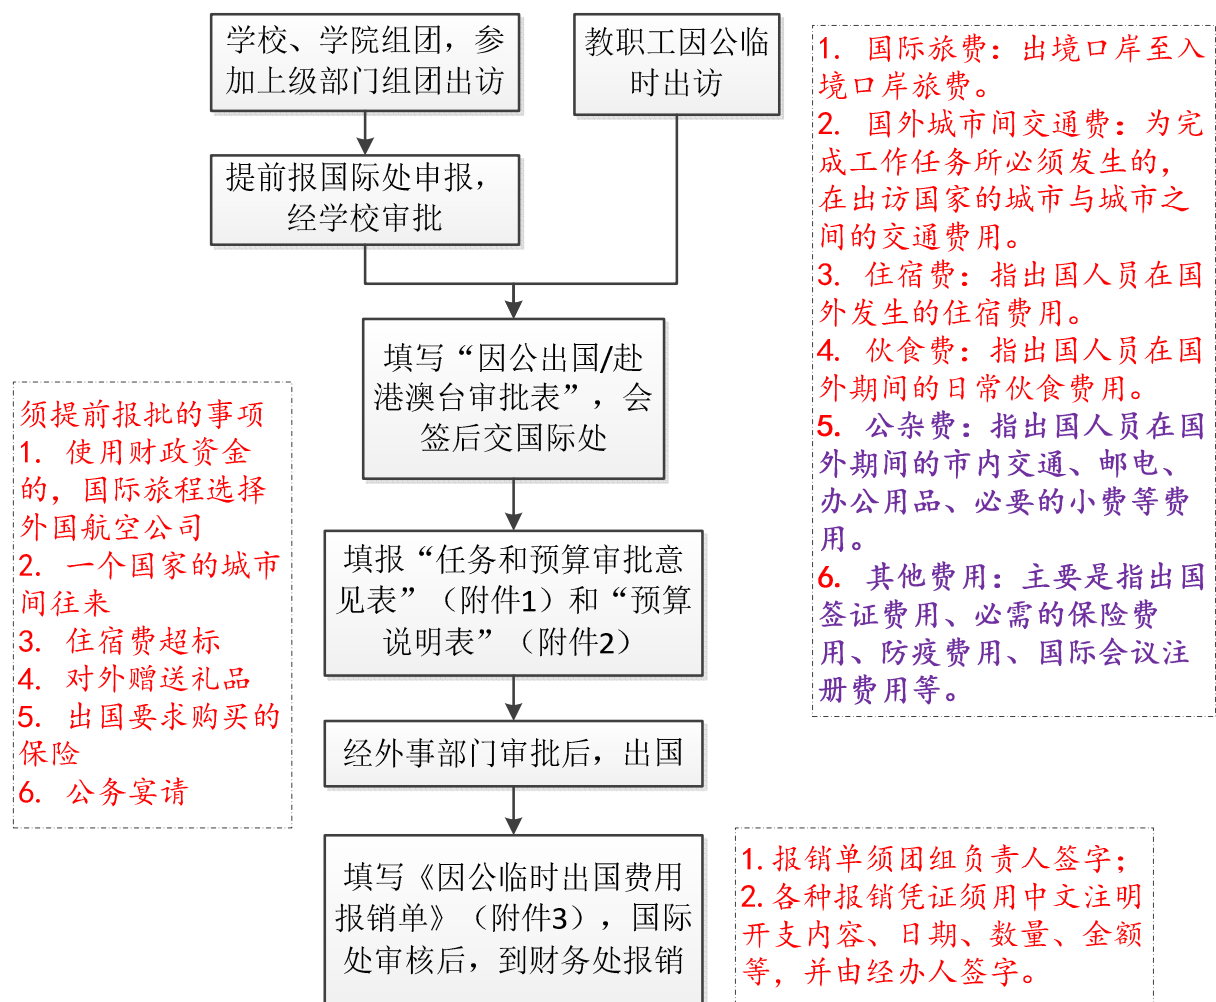 学校、学院组团，参
加上级部门组团出访
教职工因公临
时出访
提前报国际处申报，
经学校审批
填写“因公出国/赴
港澳台审批表”，会
签后交国际处
填报“任务和预算审批意
见表”（附件1）和“预算
说明表”（附件2）
经外事部门审批后，出国
填写《因公临时出国费用
报销单》（附件3），国际
处审核后，到财务处报销
须提前报批的事项
1. 使用财政资金
的，国际旅程选择
外国航空公司
2. 一个国家的城市
间往来
3. 住宿费超标
4. 对外赠送礼品
5. 出国要求购买的
保险
6. 公务宴请
1. 国际旅费：出境口岸至入
境口岸旅费。
2. 国外城市间交通费：为完
成工作任务所必须发生的，
在出访国家的城市与城市之
间的交通费用。
3. 住宿费：指出国人员在国
外发生的住宿费用。
4. 伙食费：指出国人员在国
外期间的日常伙食费用。
5. 公杂费：指出国人员在国
外期间的市内交通、邮电、
办公用品、必要的小费等费
用。
6. 其他费用：主要是指出国
签证费用、必需的保险费
用、防疫费用、国际会议注
册费用等。
1.报销单须团组负责人签字；
2.各种报销凭证须用中文注明
开支内容、日期、数量、金额
等，并由经办人签字。